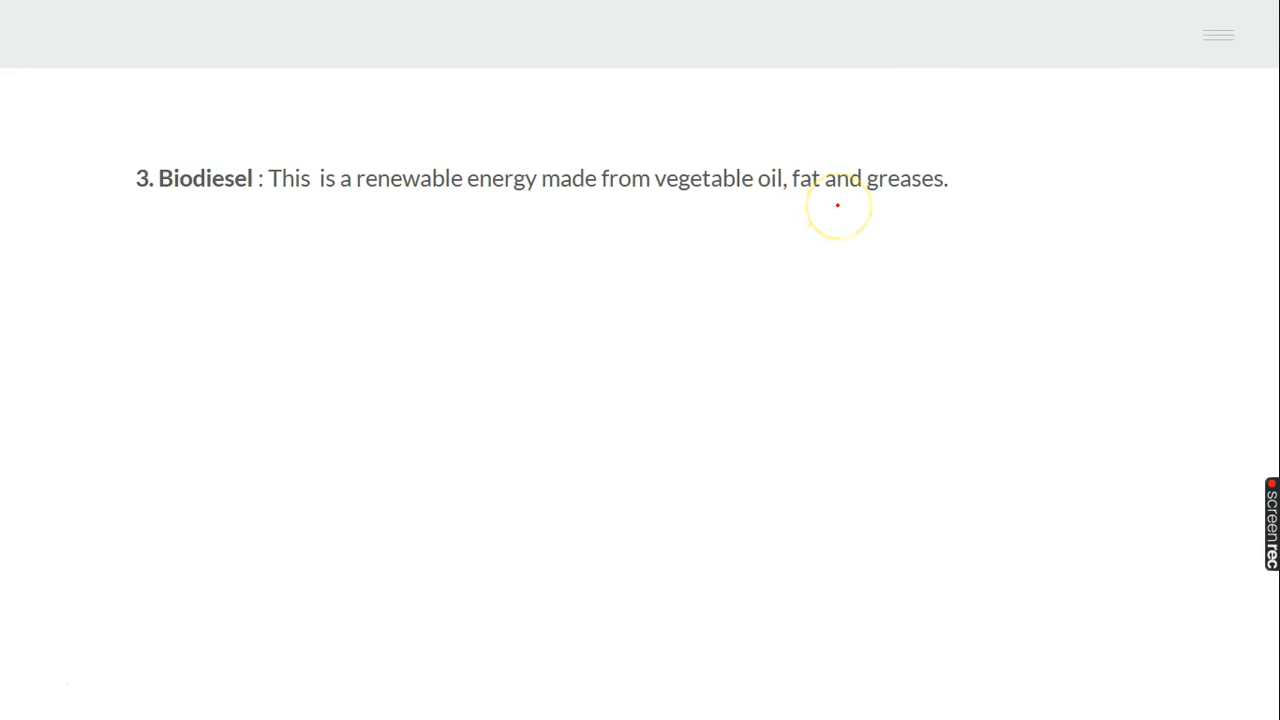 3. Biodiesel : This  is a renewable energy made from vegetable oil, fat and greases.
screenrec